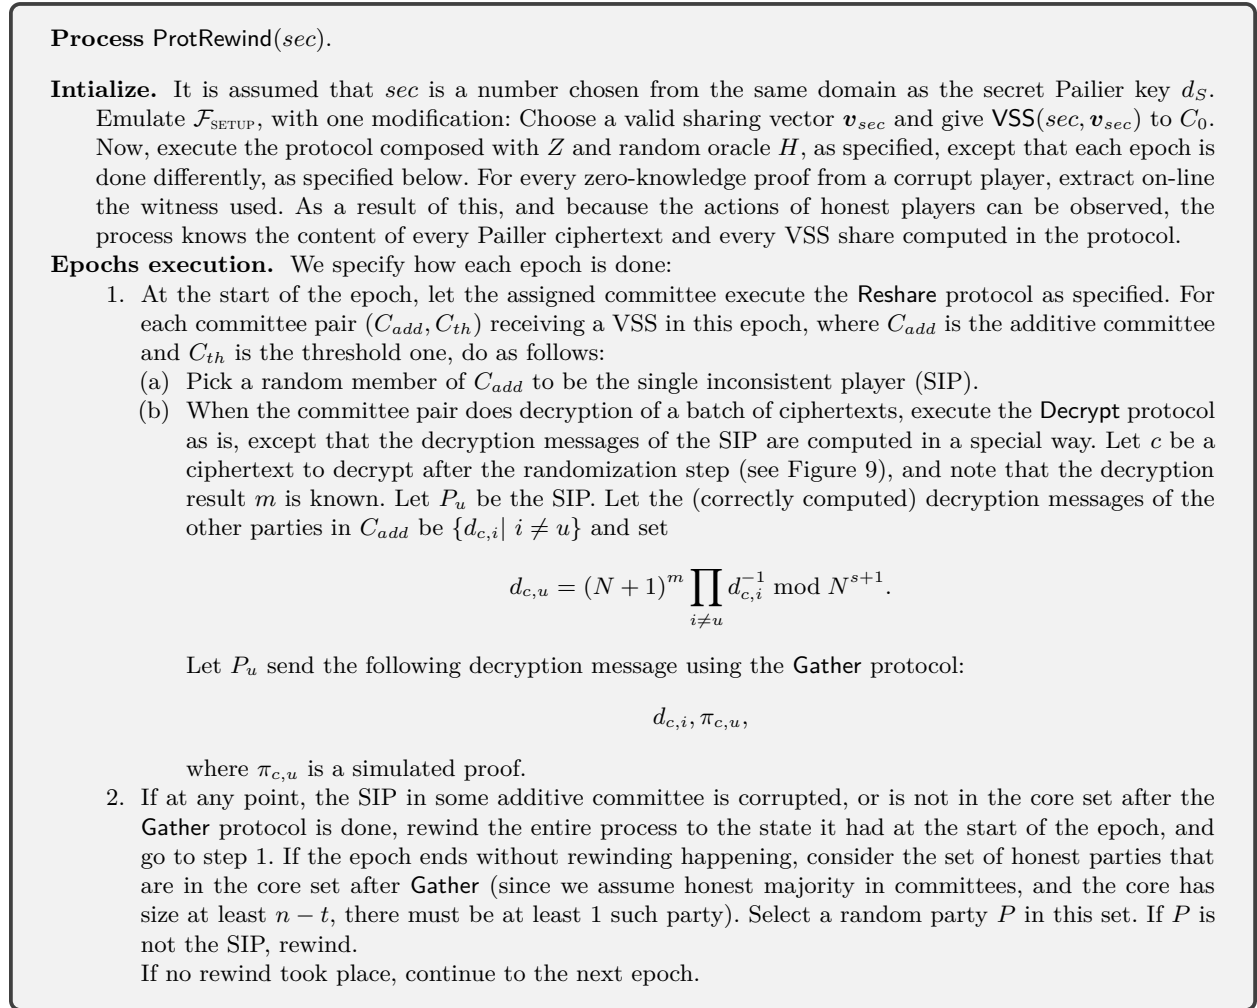 Process ProtRewind(sec).
Intialize. It is assumed that sec is a number chosen from the same domain as the secret Pailier key d_S.
Emulate F_SETUP, with one modification: Choose a valid sharing vector v_sec and give VSS(sec, v_sec) to C_0.
Now, execute the protocol composed with Z and random oracle H, as specified, except that each epoch is
done differently, as specified below. For every zero-knowledge proof from a corrupt player, extract on-line
the witness used. As a result of this, and because the actions of honest players can be observed, the
process knows the content of every Pailler ciphertext and every VSS share computed in the protocol.
Epochs execution. We specify how each epoch is done:
1. At the start of the epoch, let the assigned committee execute the Reshare protocol as specified. For
each committee pair (C_add, C_th) receiving a VSS in this epoch, where C_add is the additive committee
and C_th is the threshold one, do as follows:
(a) Pick a random member of C_add to be the single inconsistent player (SIP).
(b) When the committee pair does decryption of a batch of ciphertexts, execute the Decrypt protocol
as is, except that the decryption messages of the SIP are computed in a special way. Let c be a
ciphertext to decrypt after the randomization step (see Figure 9), and note that the decryption
result m is known. Let P_u be the SIP. Let the (correctly computed) decryption messages of the
other parties in C_add be {d_{c,i}| i ≠ u} and set
d_{c,u} = (N + 1)^m ∏_{i≠u} d_{c,i}^{-1} mod N^{s+1}.
Let P_u send the following decryption message using the Gather protocol:
d_{c,i}, π_{c,u},
where π_{c,u} is a simulated proof.
2. If at any point, the SIP in some additive committee is corrupted, or is not in the core set after the
Gather protocol is done, rewind the entire process to the state it had at the start of the epoch, and
go to step 1. If the epoch ends without rewinding happening, consider the set of honest parties that
are in the core set after Gather (since we assume honest majority in committees, and the core has
size at least n − t, there must be at least 1 such party). Select a random party P in this set. If P is
not the SIP, rewind.
If no rewind took place, continue to the next epoch.